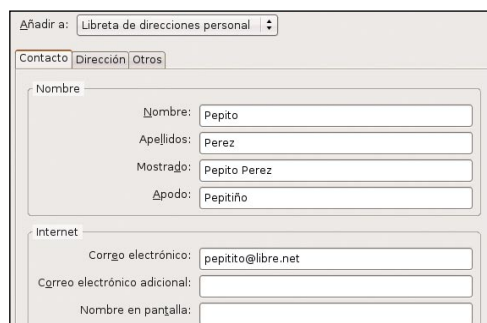 Añadir a: Libreta de direcciones personal
Contacto Dirección Otros
Nombre
Nombre: Pepito
Apellidos: Perez
Mostrado: Pepito Perez
Apodo: Pepitiño
Internet
Correo electrónico: pepitito@libre.net
Correo electrónico adicional:
Nombre en pantalla: